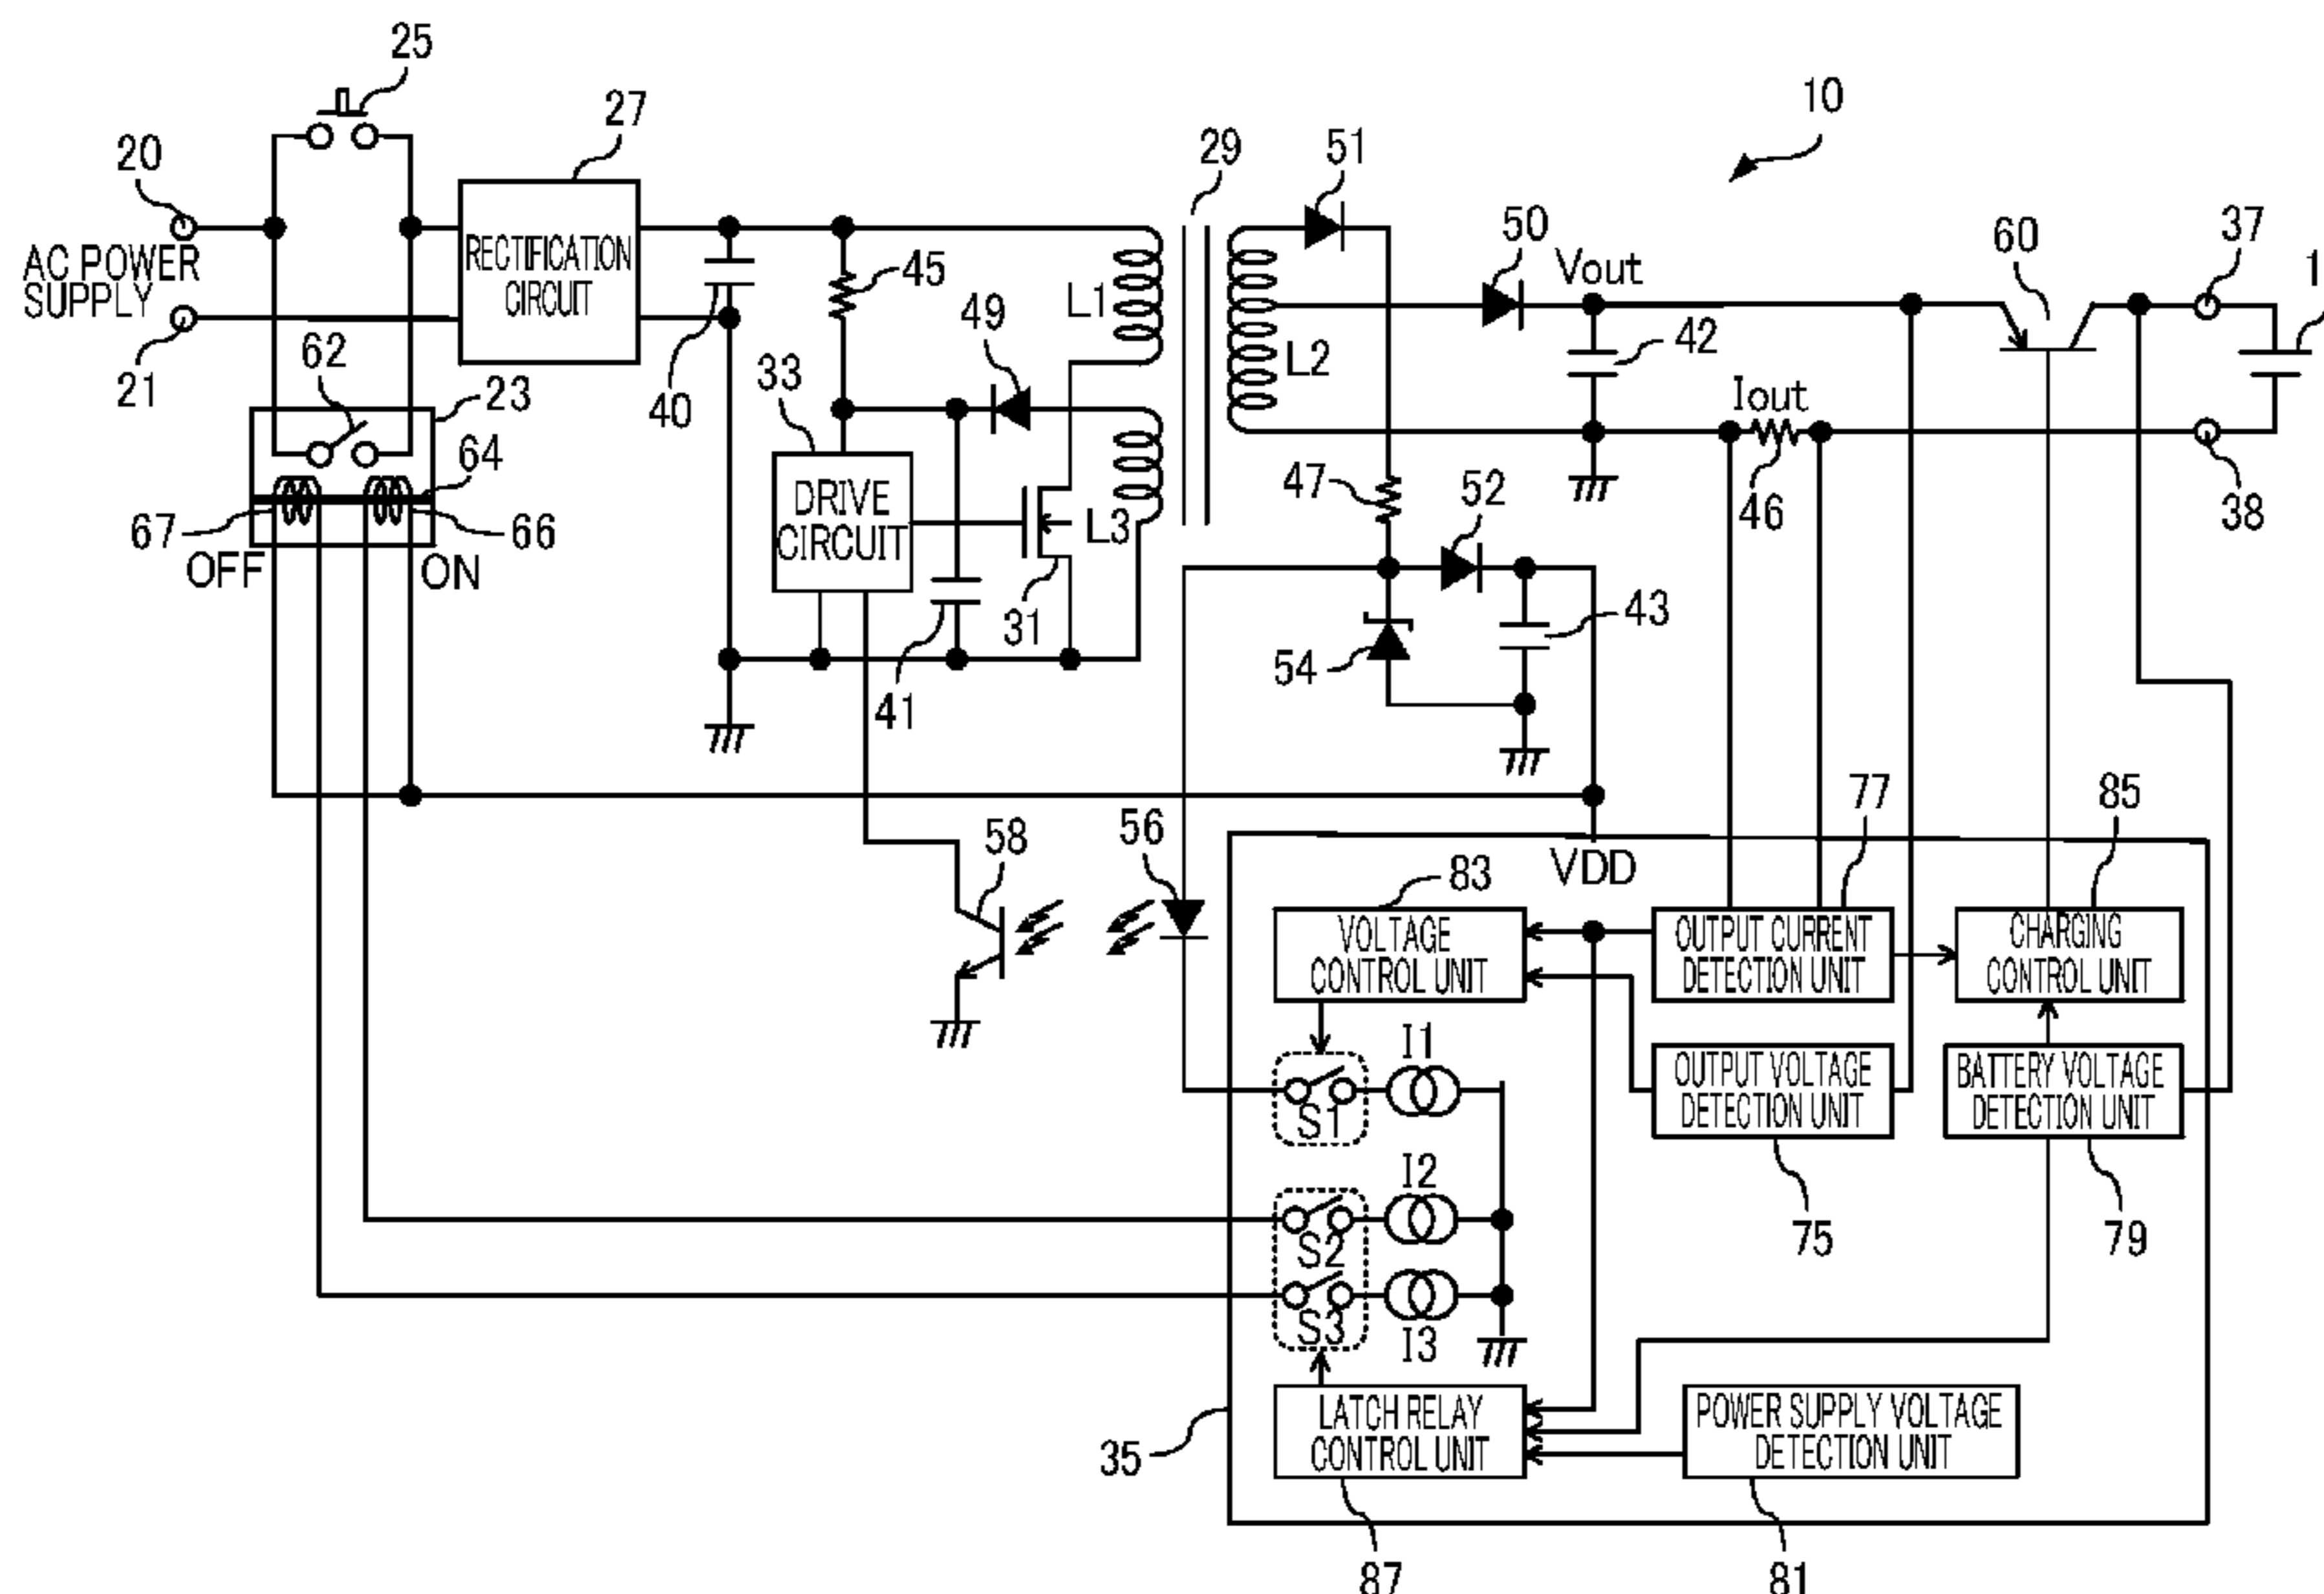 25
10
27
20
29
51
50
37
60
1
AC POWER
SUPPLY
RECTIFICATION
CIRCUIT
45
Vout
L1
49
L2
42
62
21
23
33
40
Iout
64
DRIVE
CIRCUIT
47
52
46
38
67
66
L3
OFF
ON
31
43
54
41
77
85
58
56
VDD
83
VOLTAGE
CONTROL UNIT
OUTPUT CURRENT
DETECTION UNIT
CHARGING
CONTROL UNIT
I1
S1
OUTPUT VOLTAGE
DETECTION UNIT
BATTERY VOLTAGE
DETECTION UNIT
I2
S2
75
79
S3
I3
35
LATCH RELAY
CONTROL UNIT
POWER SUPPLY VOLTAGE
DETECTION UNIT
87
81